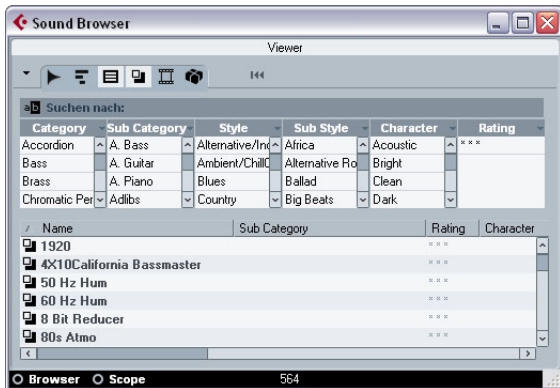 Sound Browser
Viewer
Suchen nach:
Category Sub Category Style Sub Style Character Rating
Accordion A. Bass Alternative/Ind Africa Acoustic ***
Bass A. Guitar Ambient/ChillO Alternative Ro Bright
Brass A. Piano Blues Ballad Clean
Chromatic Per Adlibs Country Big Beats Dark
Name Sub Category Rating Character
1920 ***
4X10California Bassmaster
50 Hz Hum ***
60 Hz Hum ***
8 Bit Reducer ***
80s Atmo ***
Browser Scope 564